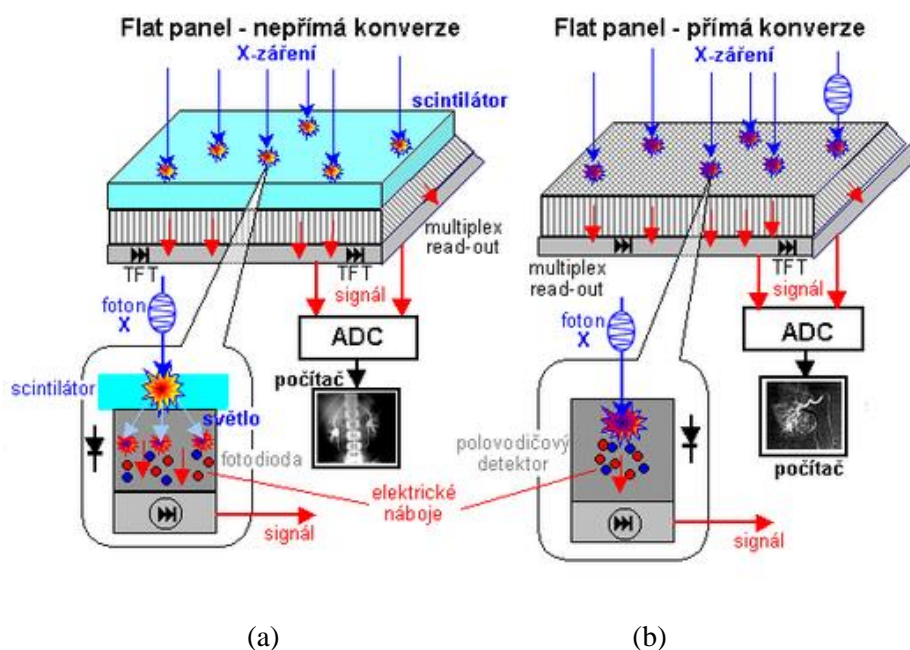 Flat panel - nepřímá konverze
X-záření
scintilátor
multiplex
read-out
TFT
TFT
signál
foton
X
ADC
počítač
scintilátor
světlo
fotodioda
elektrické
náboje
signál
(a)
Flat panel - přímá konverze
X-záření
multiplex
read-out
TFT
signál
foton
X
ADC
polovodičový
detektor
počítač
signál
(b)